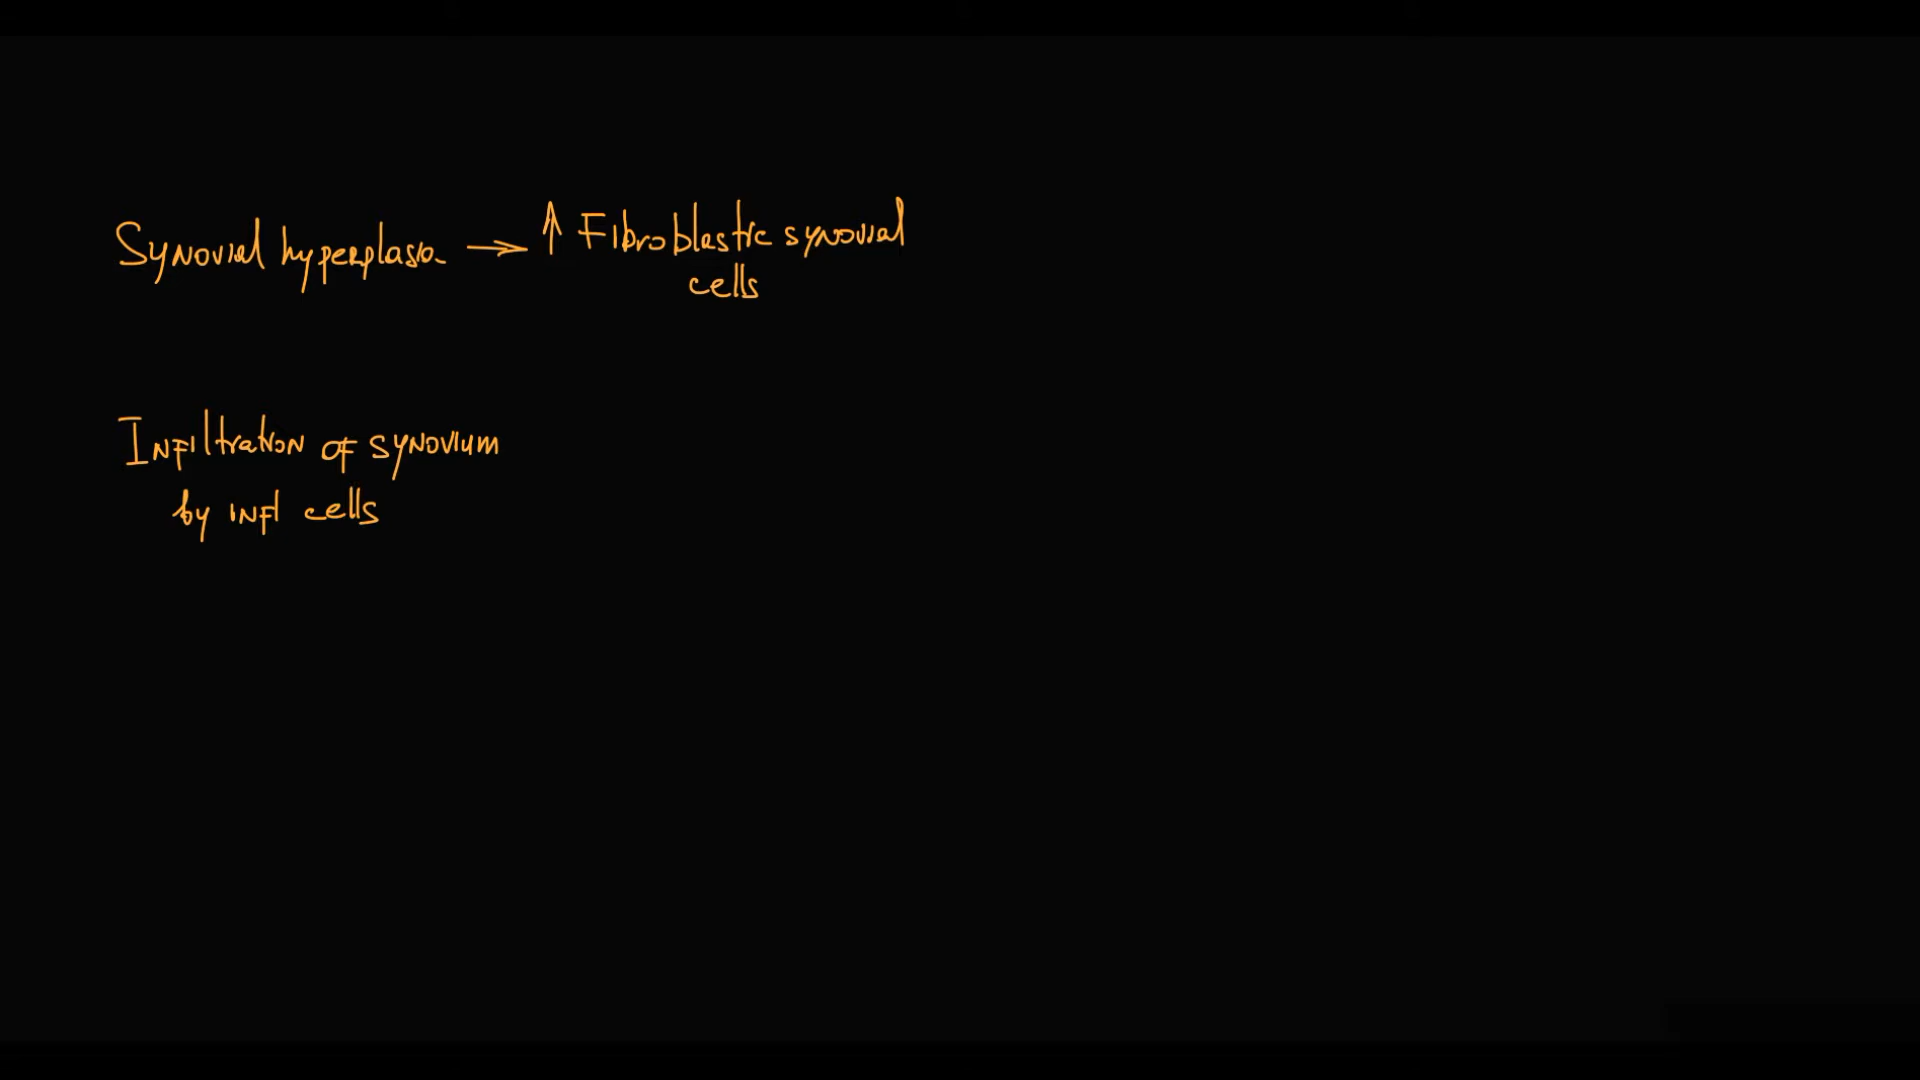 Synovial hyperplasia → ↑ Fibroblastic synovial
cells
Infiltration of synovium
by infl cells